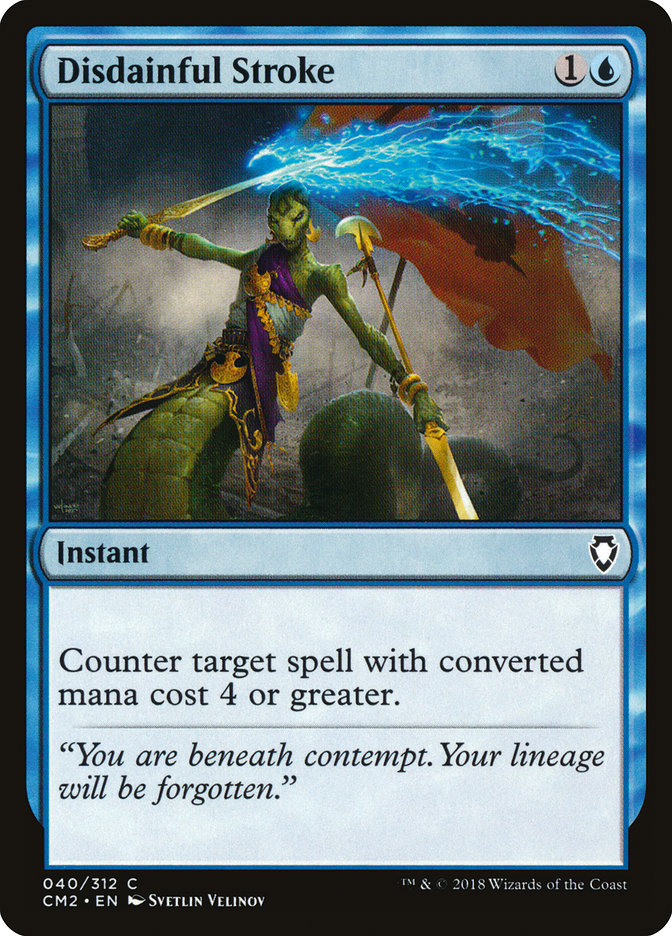 Disdainful Stroke 1
Instant
Counter target spell with converted
mana cost 4 or greater.
“You are beneath contempt. Your lineage
will be forgotten.”
040/312 C
CM2 • EN Svetlin Velinov
™ & © 2018 Wizards of the Coast